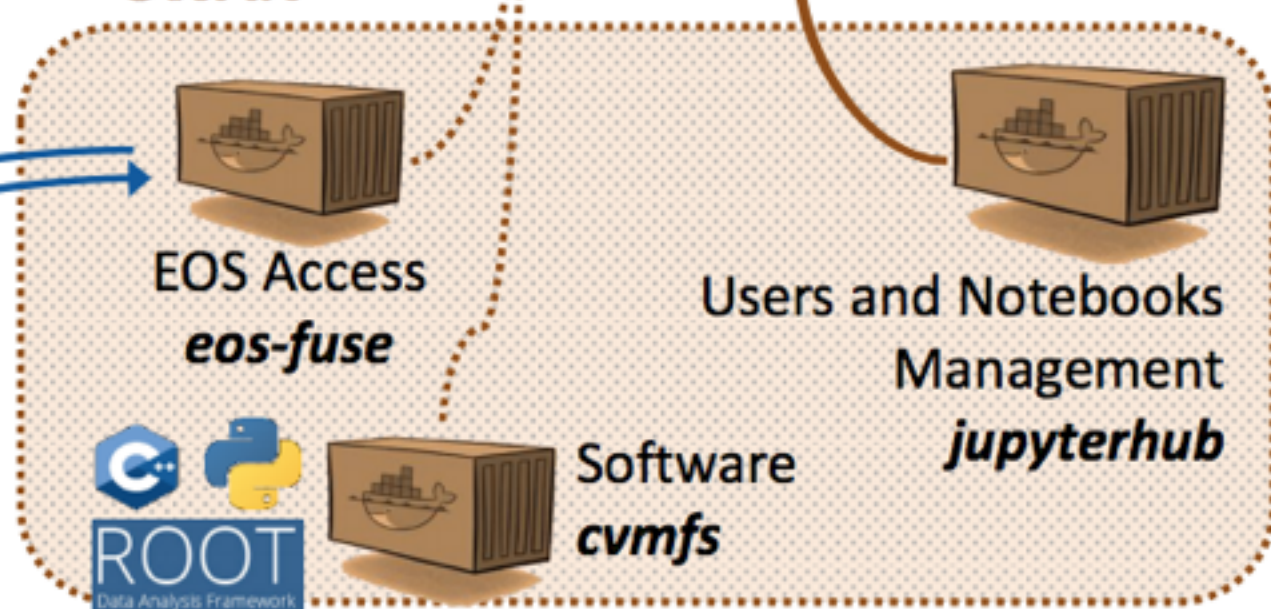 EOS Access
eos-fuse
Users and Notebooks
Management
jupyterhub
C++
Software
cvmfs
ROOT
Data Analysis Framework